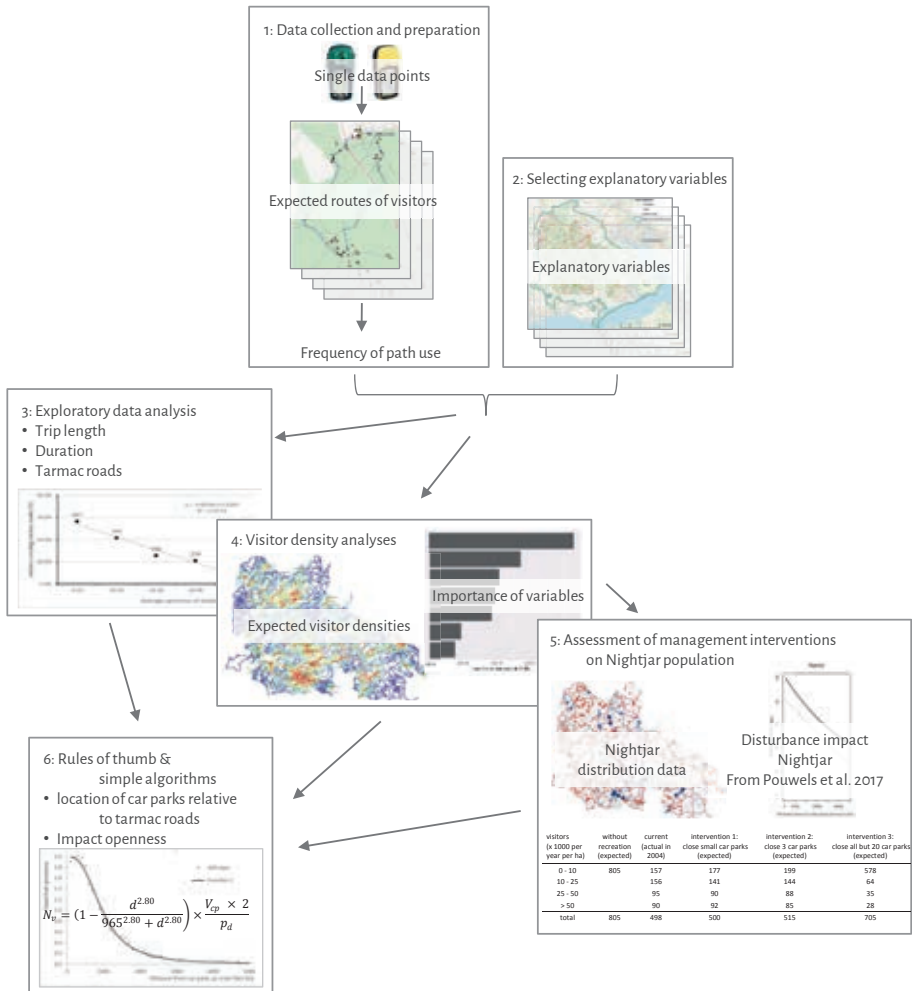 1: Data collection and preparation
Single data points
Expected routes of visitors
Frequency of path use
2: Selecting explanatory variables
Explanatory variables
3: Exploratory data analysis
• Trip length
• Duration
• Tarmac roads
4: Visitor density analyses
Expected visitor densities
Importance of variables
5: Assessment of management interventions
on Nightjar population
Nightjar
distribution data
Disturbance impact
Nightjar
From Pouwels et al. 2017
visitors (x 1000 per year per ha) without recreation (expected) current (actual in 2004) intervention 1: close small car parks (expected) intervention 2: close 3 car parks (expected) intervention 3: close all but 20 car parks (expected)
0 - 10 805 157 177 199 578
10 - 25 156 141 144 64
25 - 50 95 90 88 35
> 50 90 92 85 28
total 805 498 500 515 705
6: Rules of thumb &
simple algorithms
• location of car parks relative
to tarmac roads
• Impact openness
N_v = (1 − d^2.80 / (965^2.80 + d^2.80)) × (V_cp × 2) / p_d